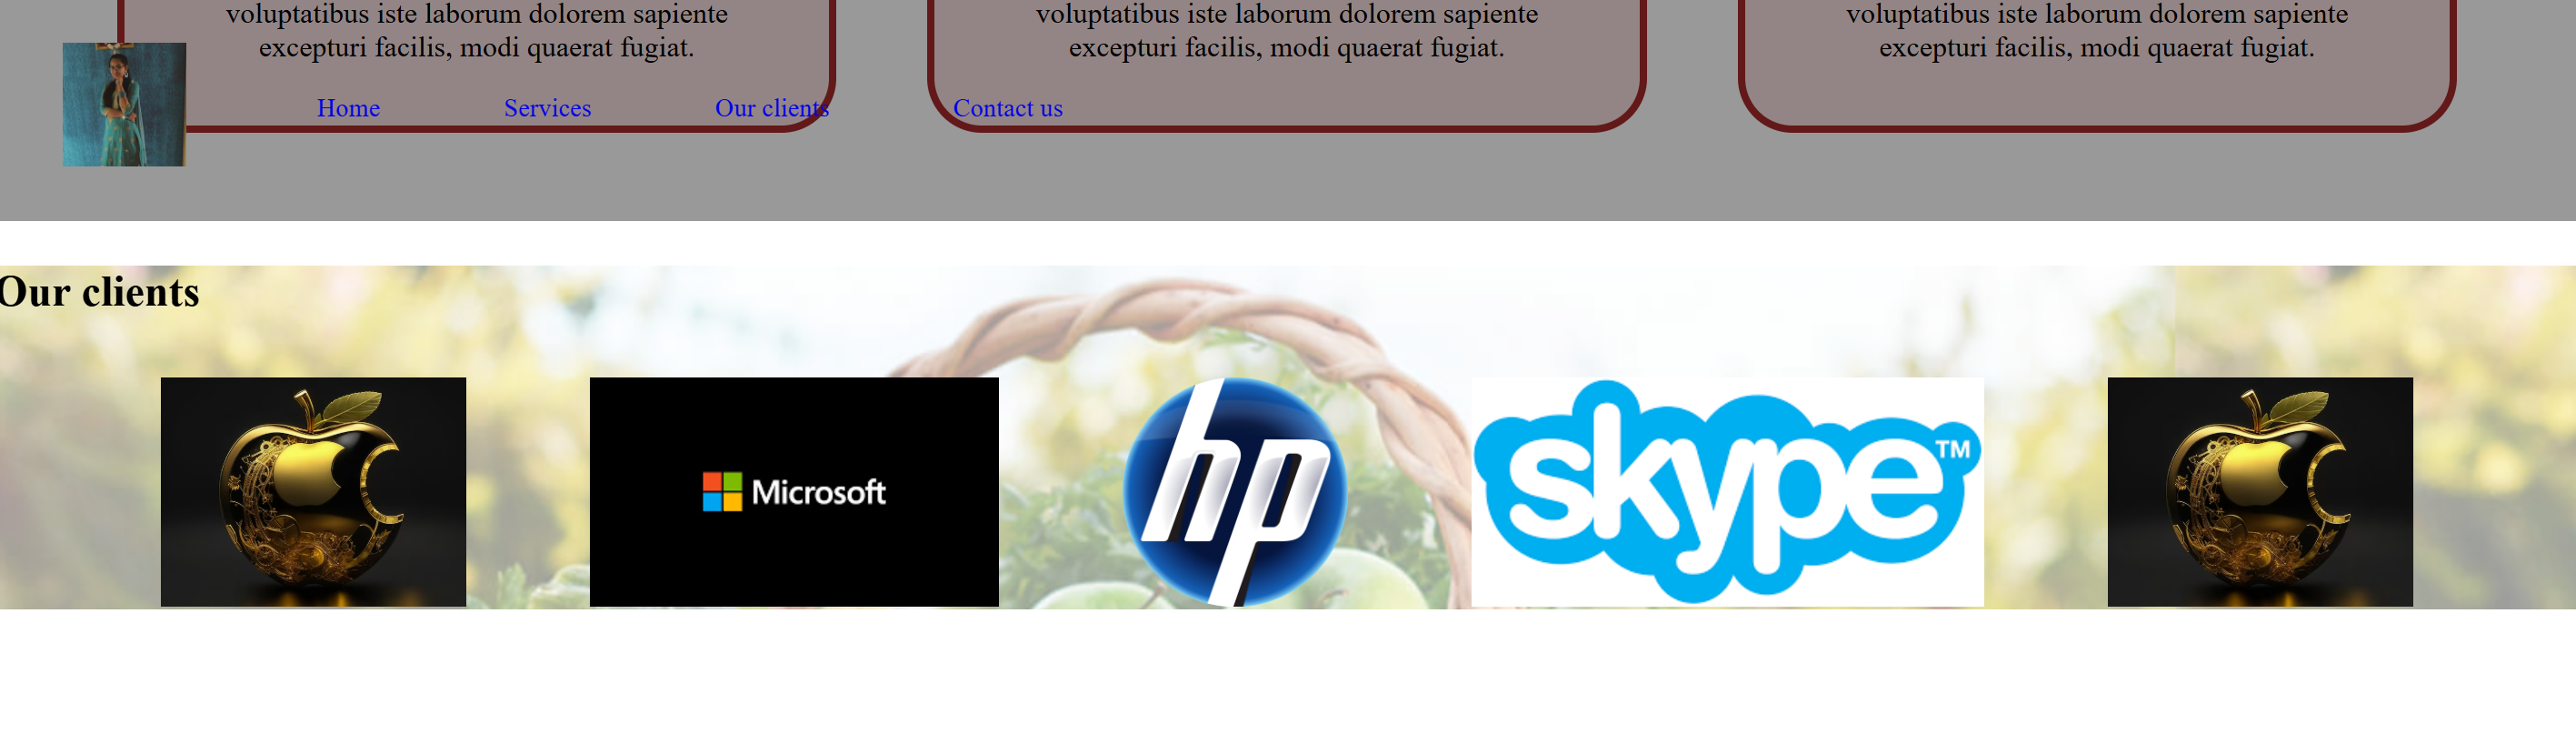 voluptatibus iste laborum dolorem sapiente
excepturi facilis, modi quaerat fugiat.
voluptatibus iste laborum dolorem sapiente
excepturi facilis, modi quaerat fugiat.
voluptatibus iste laborum dolorem sapiente
excepturi facilis, modi quaerat fugiat.
Home Services Our clients Contact us
Our clients
Microsoft
hp
skype™